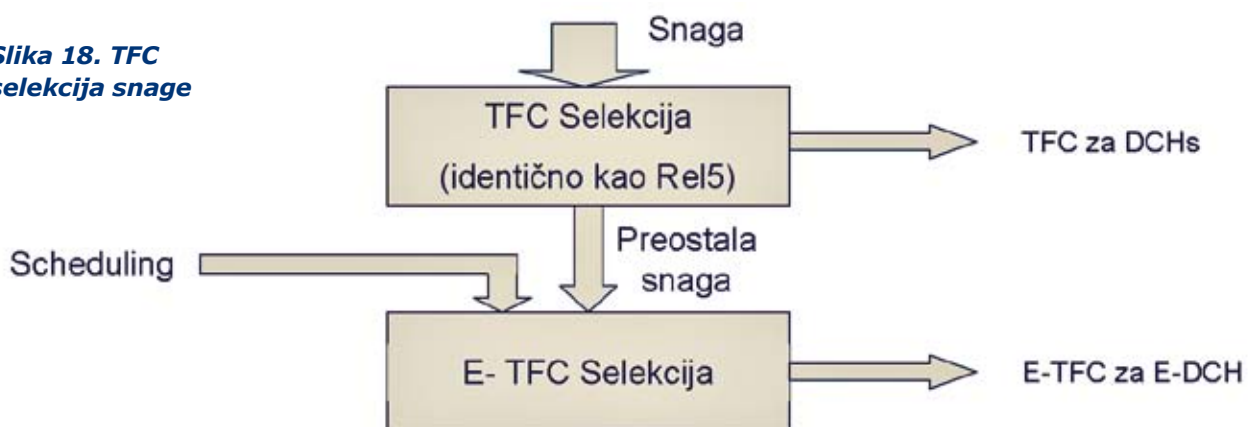 Slika 18. TFC
selekcija snage
Snaga
TFC Selekcija
(identično kao Rel5)
TFC za DCHs
Preostala
snaga
Scheduling
E- TFC Selekcija
E-TFC za E-DCH